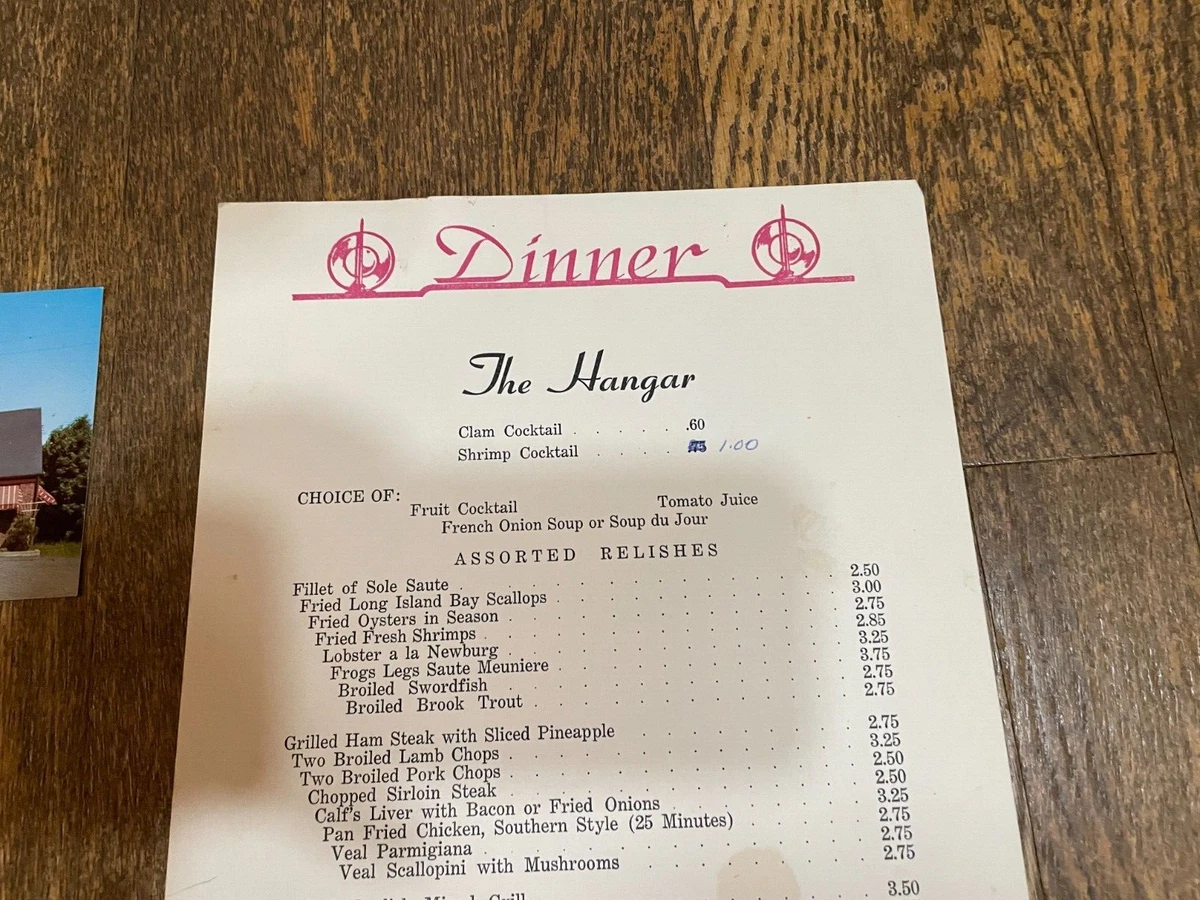 Dinner
The Hangar
Clam Cocktail . . . . . .60
Shrimp Cocktail . . . . 1.00
CHOICE OF:
Fruit Cocktail Tomato Juice
French Onion Soup or Soup du Jour
ASSORTED RELISHES
Fillet of Sole Saute 2.50
Fried Long Island Bay Scallops 3.00
Fried Oysters in Season 2.75
Fried Fresh Shrimps 2.85
Lobster a la Newburg 3.25
Frogs Legs Saute Meuniere 3.75
Broiled Swordfish 2.75
Broiled Brook Trout 2.75
Grilled Ham Steak with Sliced Pineapple 2.75
Two Broiled Lamb Chops 3.25
Two Broiled Pork Chops 2.50
Chopped Sirloin Steak 2.50
Calf's Liver with Bacon or Fried Onions 3.25
Pan Fried Chicken, Southern Style (25 Minutes) 2.75
Veal Parmigiana 2.75
Veal Scallopini with Mushrooms 2.75
Mixed Grill 3.50